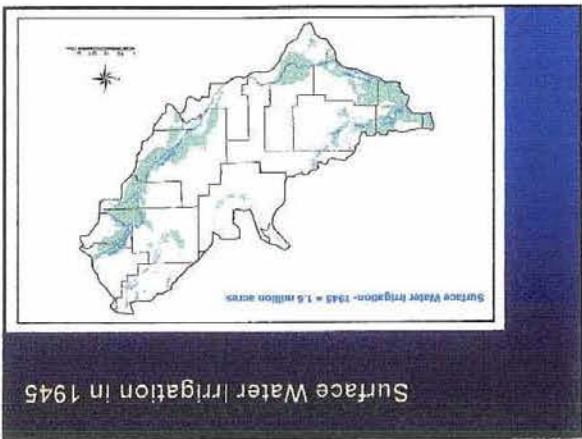 Surface Water Irrigation in 1945
Surface Water Irrigation- 1945 = 1.6 million acres